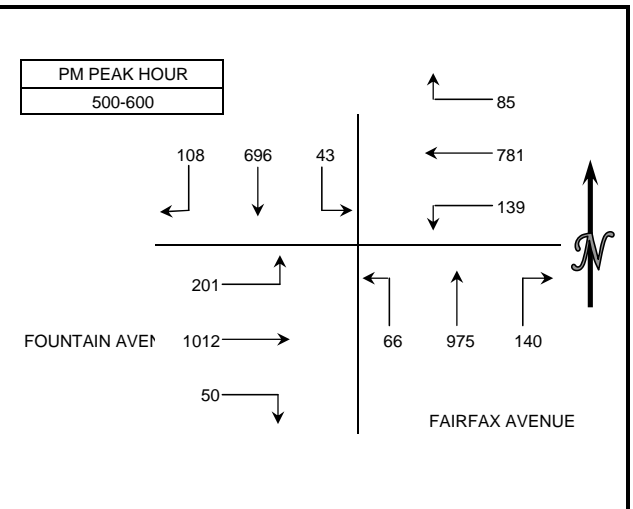 PM PEAK HOUR
500-600
85
108 696 43
781
139
201
N
FOUNTAIN AVEN 1012
66 975 140
50
FAIRFAX AVENUE